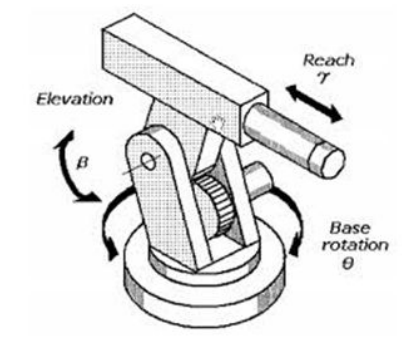 Reach
r
Elevation
β
Base
rotation
θ